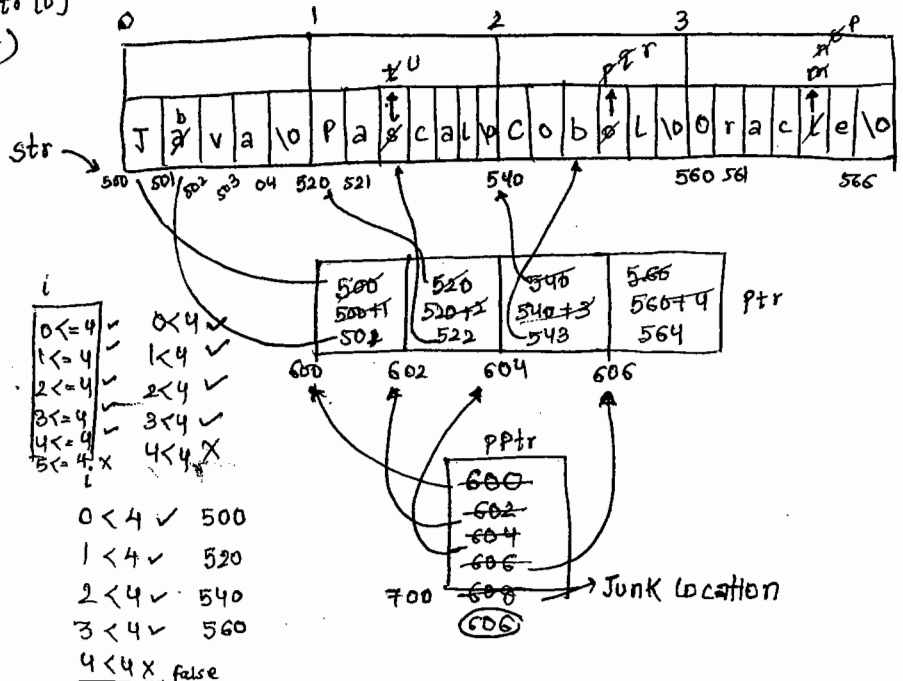 0 1 2 3
t u p q r m n o p
b
J a v a \0 P a s c a l p C o b o L \0 O r a c l e \0
str
500 501 502 503 04 520 521 540 560 561 566
500 520 540 560
500+1 520+2 540+3 560+4 ptr
502 522 543 564
600 602 604 606
i
0<=4 ✓ 0<4 ✓
1<=4 ✓ 1<4 ✓
2<=4 ✓ 2<4 ✓
3<=4 ✓ 3<4 ✓
4<=4 ✓ 4<4 X
5<=4 X
i
PPtr
600
602
604
606
700 608 Junk Location
606
0<4 ✓ 500
1<4 ✓ 520
2<4 ✓ 540
3<4 ✓ 560
4<4 X false